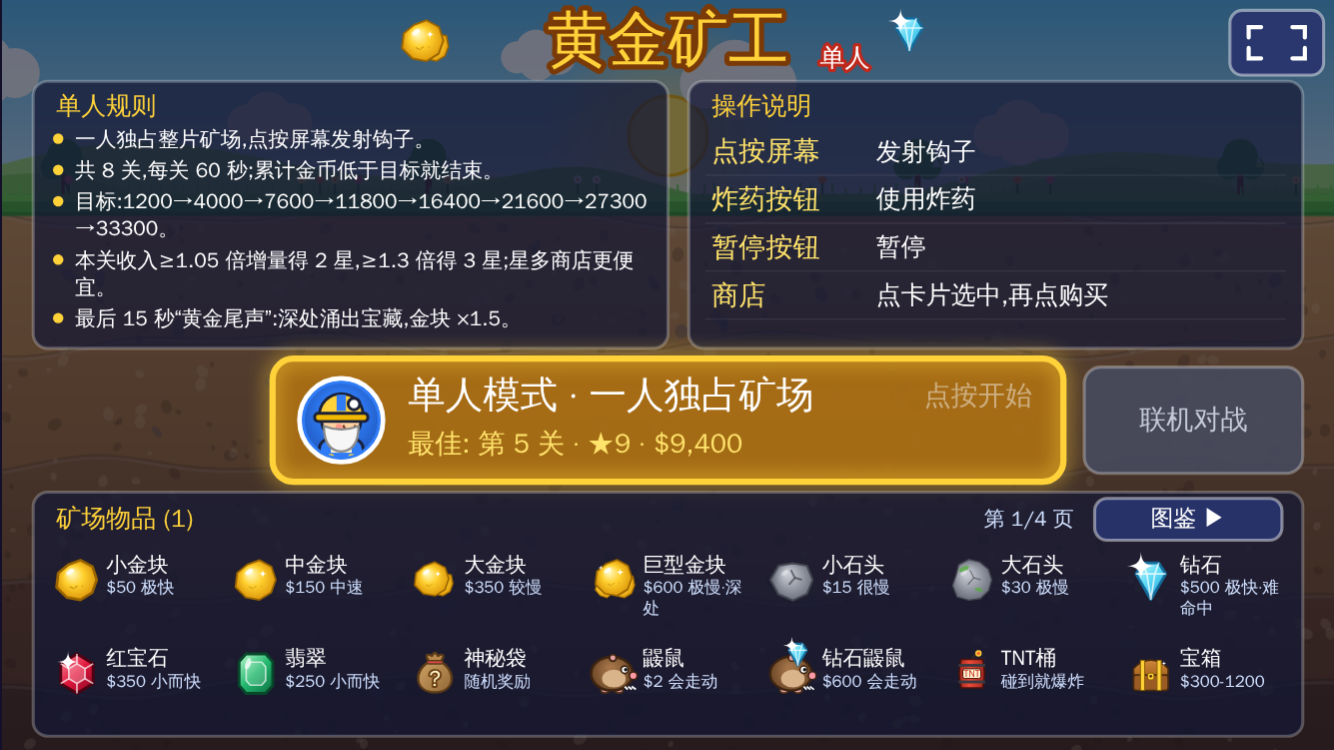 黄金矿工
单人
单人规则
一人独占整片矿场,点按屏幕发射钩子。
共 8 关,每关 60 秒;累计金币低于目标就结束。
目标:1200→4000→7600→11800→16400→21600→27300
→33300。
本关收入≥1.05 倍增量得 2 星,≥1.3 倍得 3 星;星多商店更便
宜。
最后 15 秒“黄金尾声”:深处涌出宝藏,金块 ×1.5。
操作说明
点按屏幕 发射钩子
炸药按钮 使用炸药
暂停按钮 暂停
商店 点卡片选中,再点购买
单人模式 · 一人独占矿场
点按开始
最佳: 第 5 关 · ★9 · $9,400
联机对战
矿场物品 (1)
第 1/4 页
图鉴 ▶
小金块
$50 极快
中金块
$150 中速
大金块
$350 较慢
巨型金块
$600 极慢·深
处
小石头
$15 很慢
大石头
$30 极慢
钻石
$500 极快·难
命中
红宝石
$350 小而快
翡翠
$250 小而快
?
神秘袋
随机奖励
鼹鼠
$2 会走动
钻石鼹鼠
$600 会走动
TNT
TNT桶
碰到就爆炸
宝箱
$300-1200